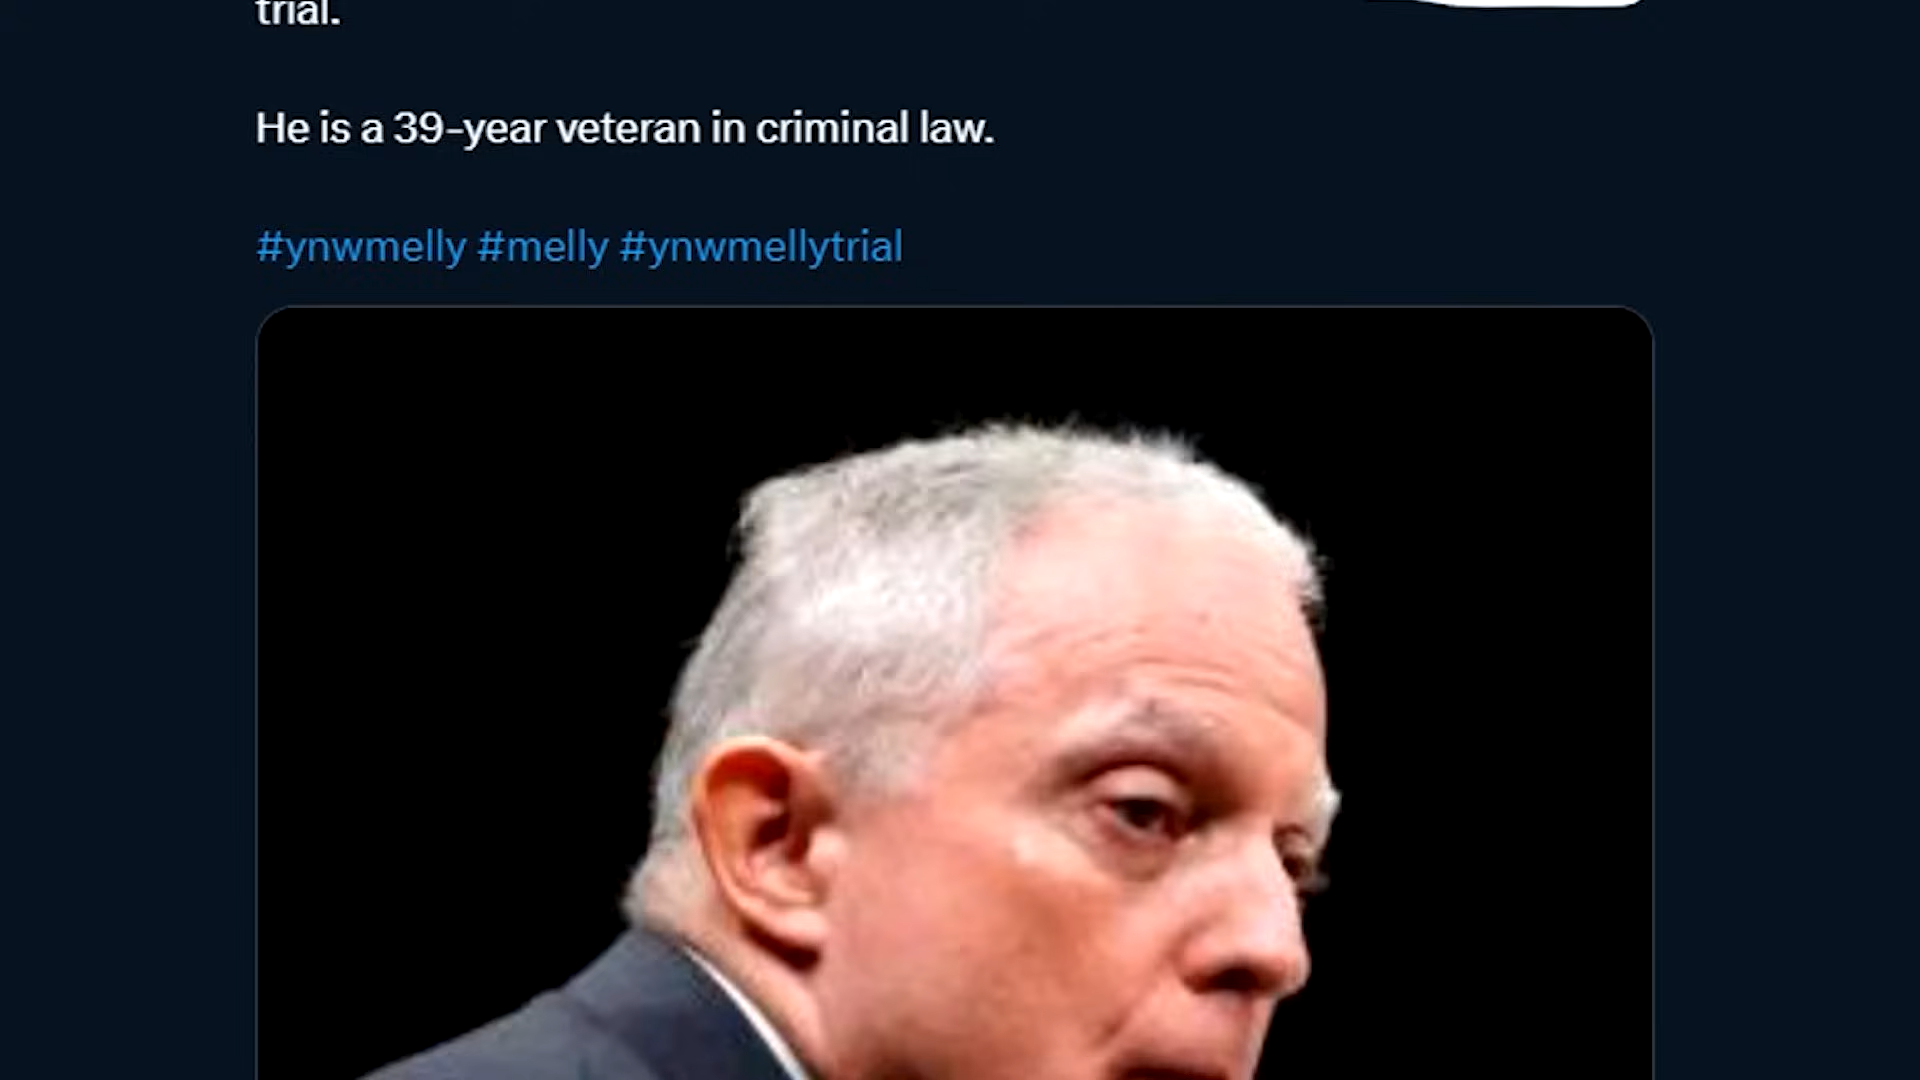 trial.
He is a 39-year veteran in criminal law.
#ynwmelly #melly #ynwmellytrial